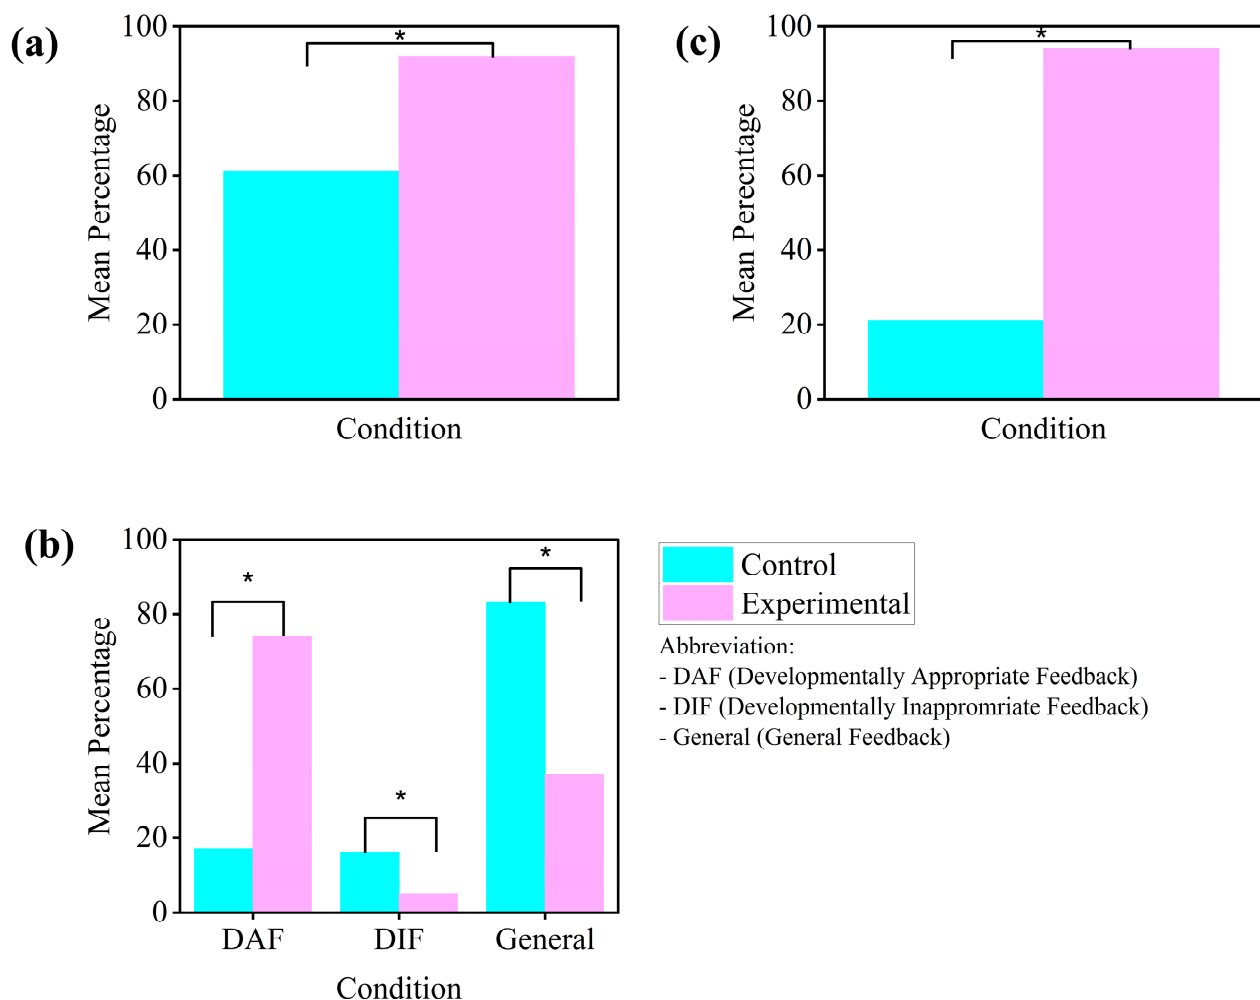 (a)
100
80
60
40
20
0
Mean Percentage
*
Condition
(c)
100
80
60
40
20
0
Mean Perecntage
*
Condition
(b)
100
80
60
40
20
0
Mean Percentage
*
*
*
DAF DIF General
Condition
Control
Experimental
Abbreviation:
- DAF (Developmentally Appropriate Feedback)
- DIF (Developmentally Inappromriate Feedback)
- General (General Feedback)